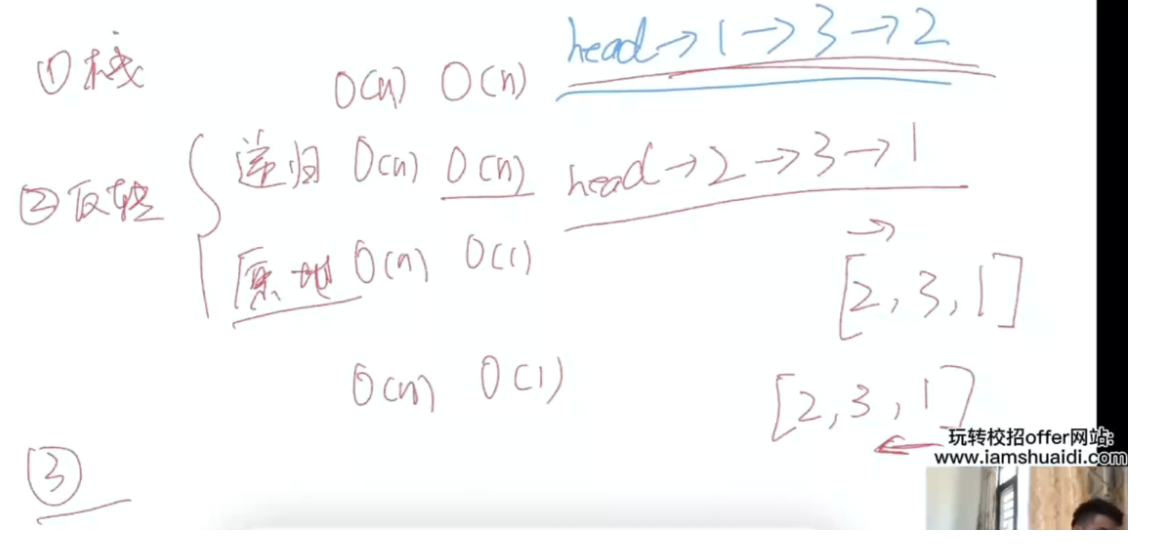 head→1→3→2
①栈 O(n) O(n)
②反转
递归 O(n) O(n)
head→2→3→1
原地 O(n) O(1)
→
[2,3,1]
O(n) O(1)
[2,3,1]
←
③
玩转校招offer网站:
www.iamshuaidi.com